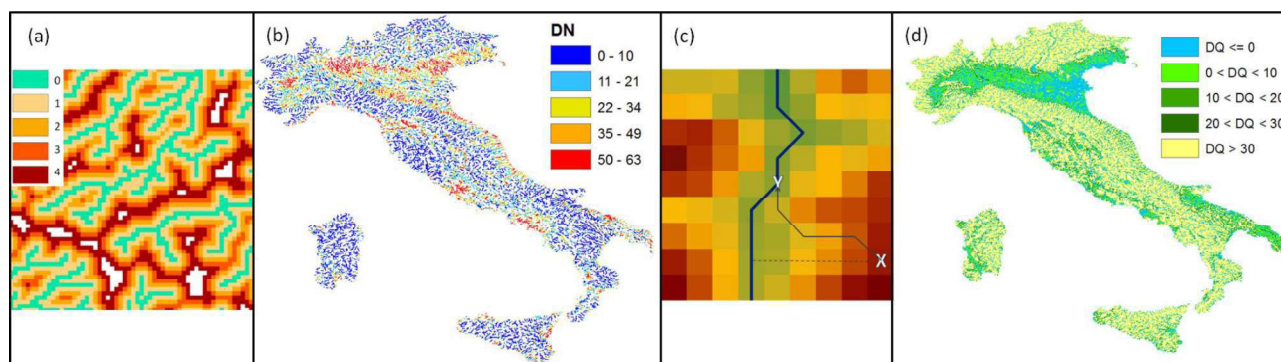 (a)
0
1
2
3
4
(b)
DN
0 - 10
11 - 21
22 - 34
35 - 49
50 - 63
(c)
Y
X
(d)
DQ <= 0
0 < DQ < 10
10 < DQ < 20
20 < DQ < 30
DQ > 30